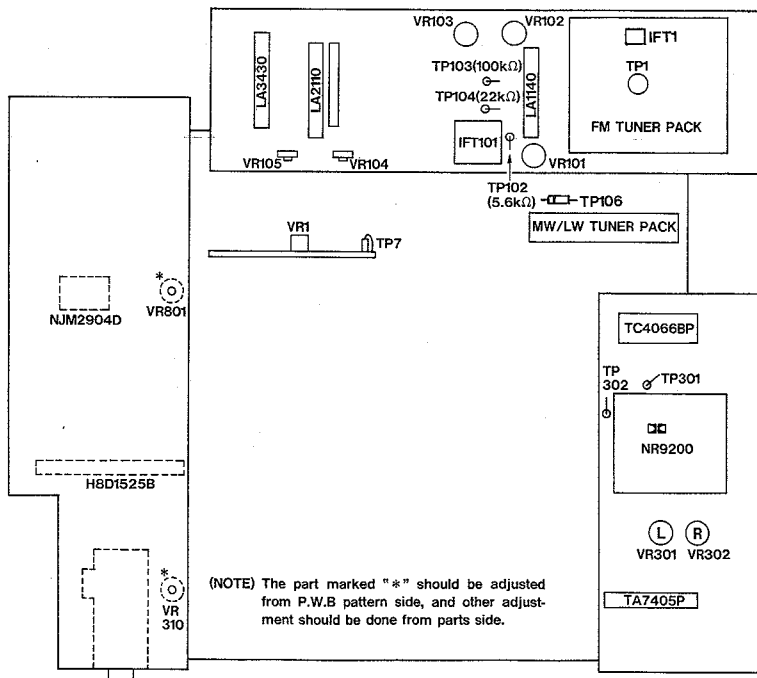 VR103
VR102
IFT1
TP103(100kΩ)
TP1
TP104(22kΩ)
LA3430
LA2110
LA1140
FM TUNER PACK
IFT101
VR105
VR104
VR101
TP102
(5.6kΩ)
TP106
MW/LW TUNER PACK
VR1
TP7
*
VR801
NJM2904D
TC4066BP
TP
302
TP301
NR9200
H8D1525B
L
R
VR301
VR302
*
VR
310
(NOTE) The part marked "*" should be adjusted
from P.W.B pattern side, and other adjust-
ment should be done from parts side.
TA7405P